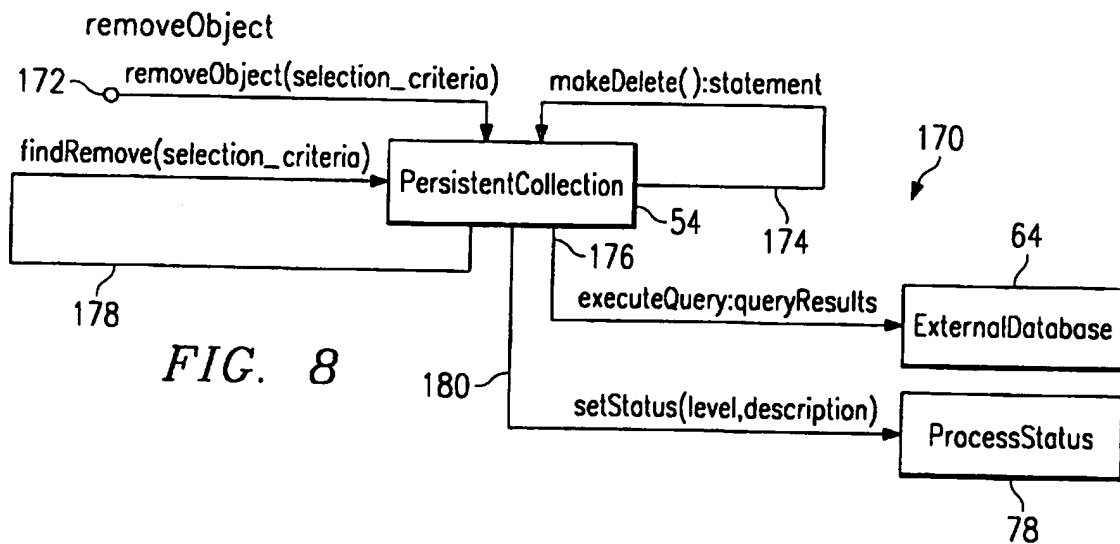 removeObject
172
removeObject(selection_criteria)
makeDelete():statement
findRemove(selection_criteria)
PersistentCollection
170
54
174
176
64
178
executeQuery:queryResults
ExternalDatabase
FIG. 8
180
setStatus(level,description)
ProcessStatus
78